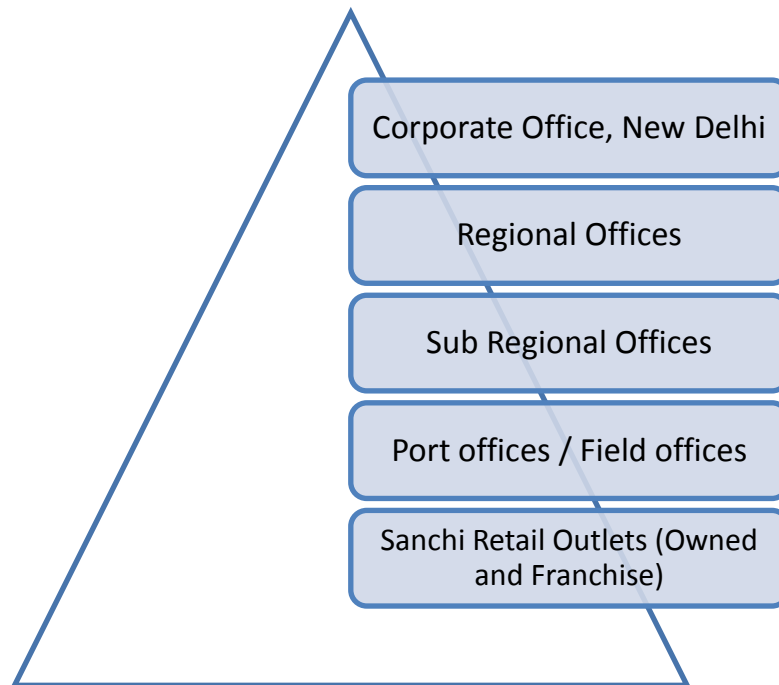 Corporate Office, New Delhi
Regional Offices
Sub Regional Offices
Port offices / Field offices
Sanchi Retail Outlets (Owned
and Franchise)